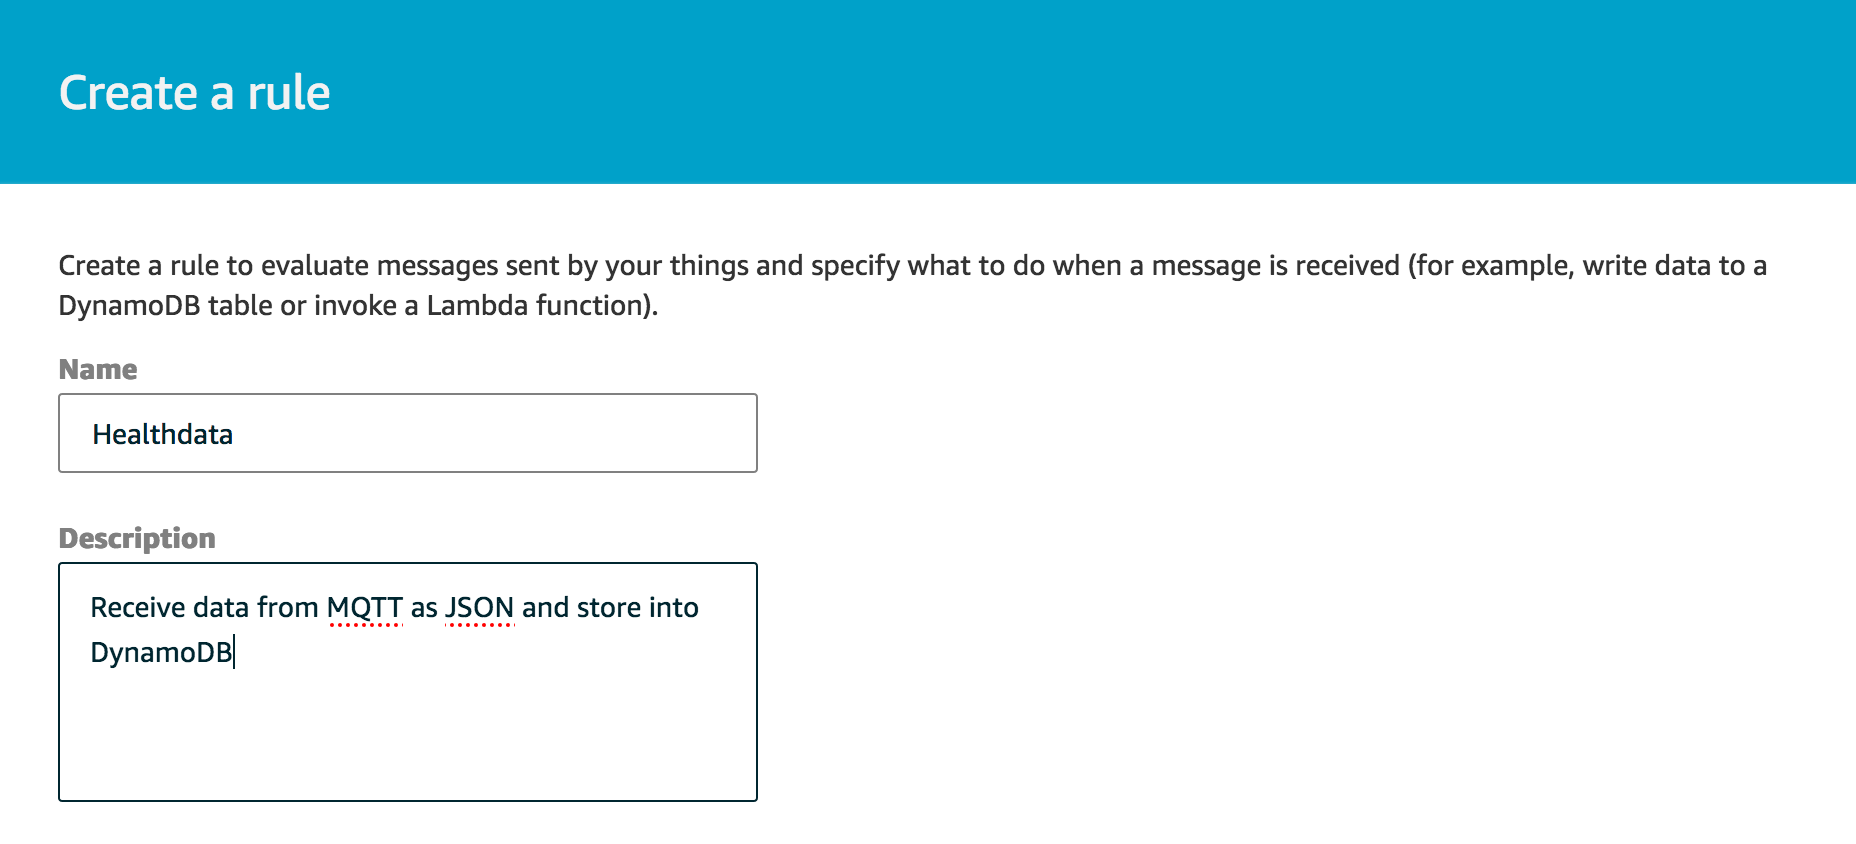 Create a rule
Create a rule to evaluate messages sent by your things and specify what to do when a message is received (for example, write data to a
DynamoDB table or invoke a Lambda function).
Name
Healthdata
Description
Receive data from MQTT as JSON and store into
DynamoDB